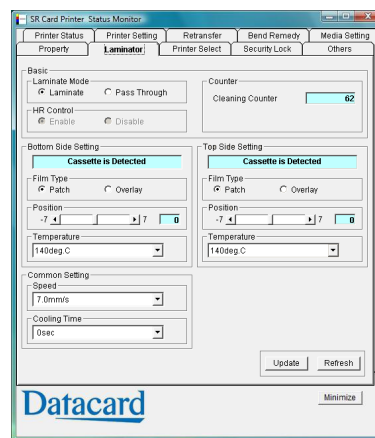 SR Card Printer Status Monitor
Printer Status Printer Setting Retransfer Bend Remedy Media Setting
Property Laminator Printer Select Security Lock Others
Basic
Laminate Mode
Laminate Pass Through
HR Control
Enable Disable
Counter
Cleaning Counter 62
Bottom Side Setting
Cassette is Detected
Film Type
Patch Overlay
Position
-7 7 0
Temperature
140deg.C
Top Side Setting
Cassette is Detected
Film Type
Patch Overlay
Position
-7 7 0
Temperature
140deg.C
Common Setting
Speed
7.0mm/s
Cooling Time
0sec
Update Refresh
Datacard
Minimize